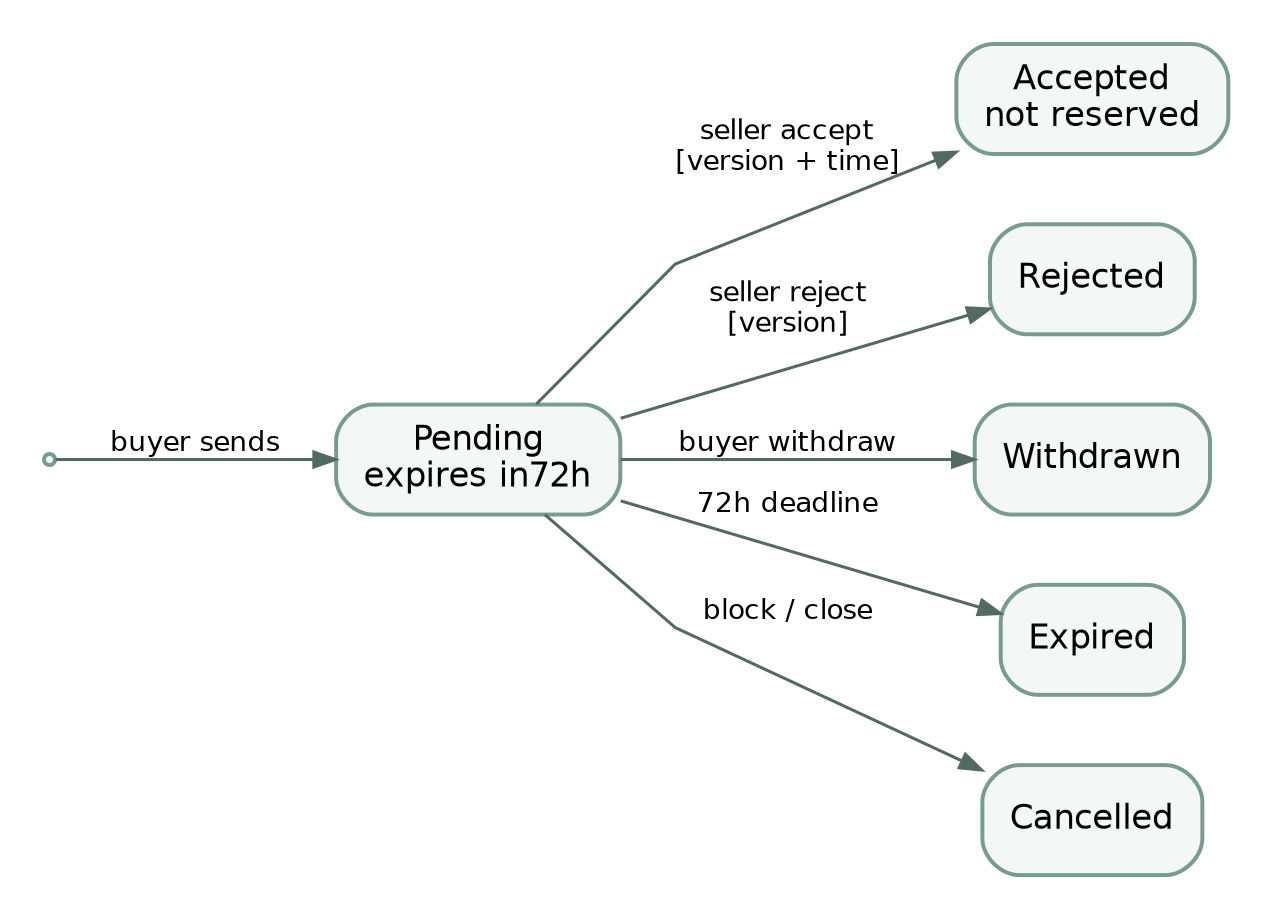 Accepted
not reserved
seller accept
[version + time]
Rejected
seller reject
[version]
buyer sends
Pending
expires in72h
buyer withdraw
Withdrawn
72h deadline
block / close
Expired
Cancelled